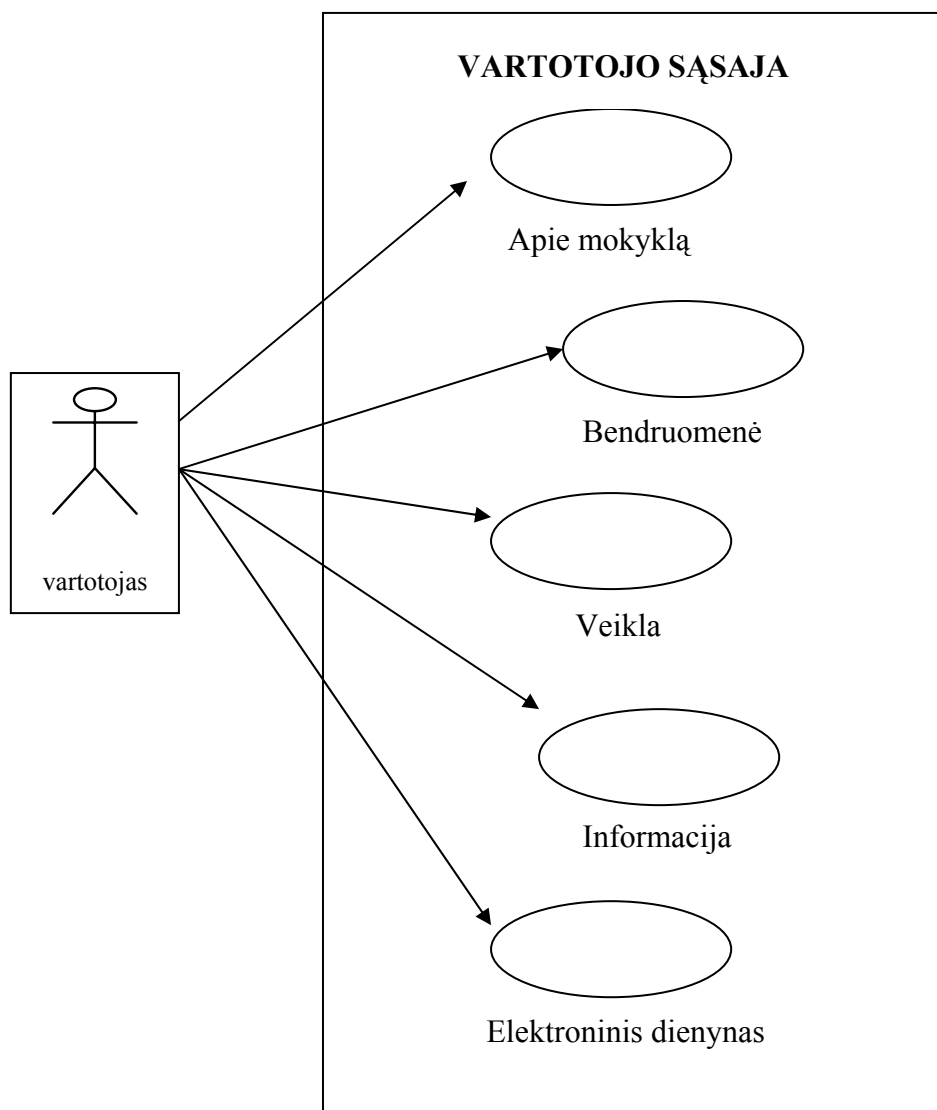 VARTOTOJO SĄSAJA
Apie mokyklą
Bendruomenė
vartotojas
Veikla
Informacija
Elektroninis dienynas